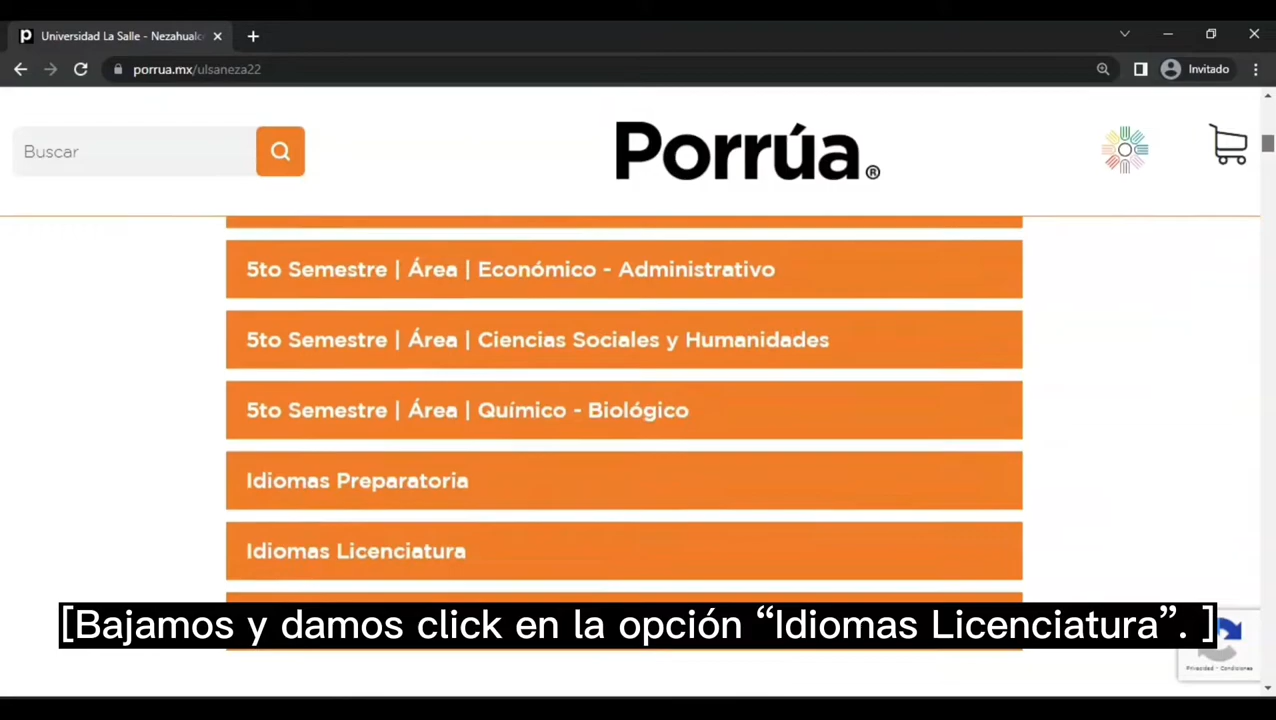 Universidad La Salle - Nezahualc
porrua.mx/ulsaneza22
Invitado
Buscar
Porrúa®
5to Semestre | Área | Económico - Administrativo
5to Semestre | Área | Ciencias Sociales y Humanidades
5to Semestre | Área | Químico - Biológico
Idiomas Preparatoria
Idiomas Licenciatura
[Bajamos y damos click en la opción “Idiomas Licenciatura”. ]
Privacidad - Condiciones